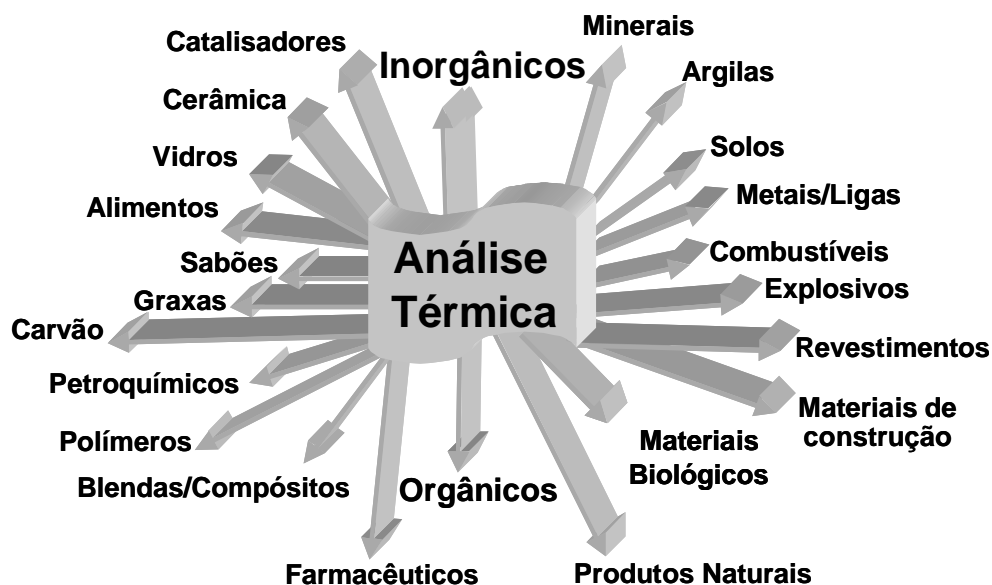 Minerais
Catalisadores
Inorgânicos
Argilas
Cerâmica
Solos
Vidros
Metais/Ligas
Alimentos
Combustíveis
Análise
Térmica
Sabões
Explosivos
Graxas
Carvão
Revestimentos
Petroquímicos
Materiais de
construção
Polímeros
Materiais
Biológicos
Blendas/Compósitos
Orgânicos
Farmacêuticos
Produtos Naturais